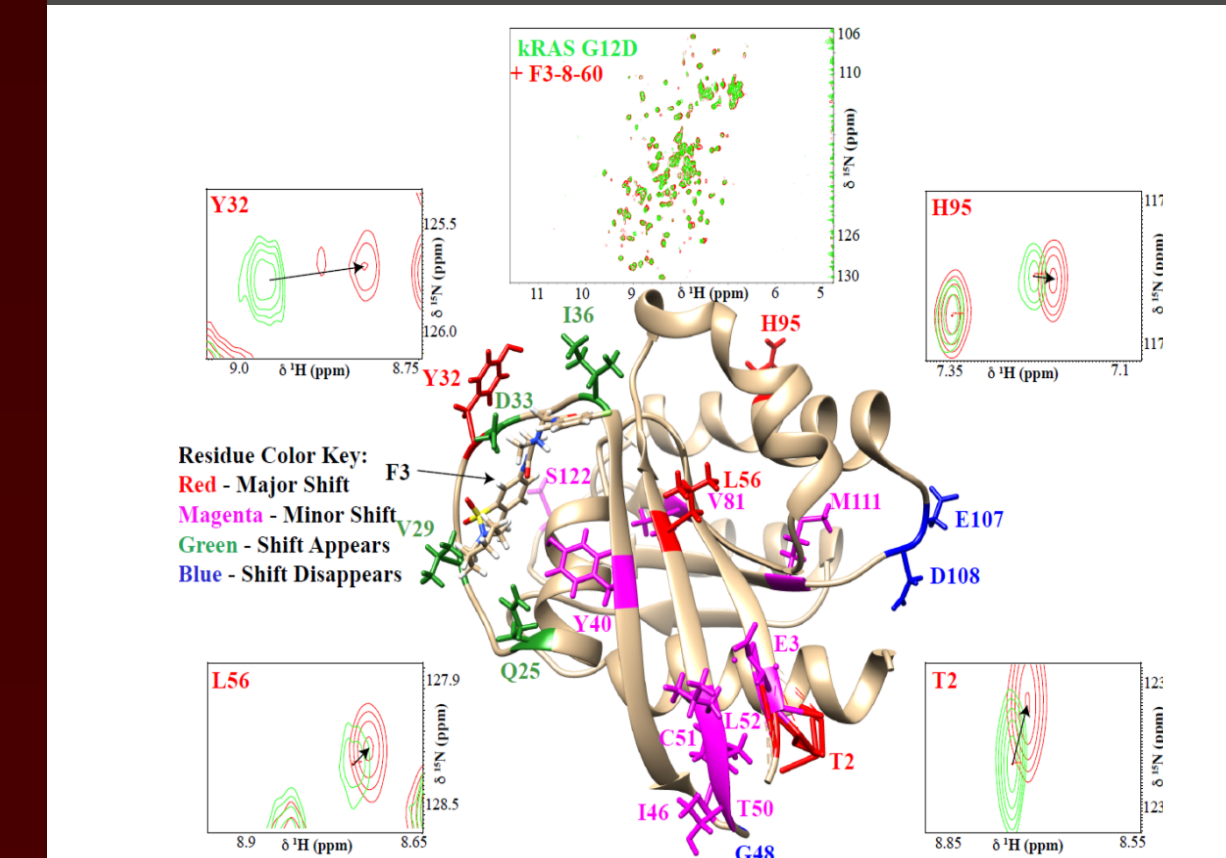 kRAS G12D
+ F3-8-60
106
110
126
130
δ ¹⁵N (ppm)
11 10 9 δ ¹H (ppm) 6 5
Y32
125.5
126.0
δ ¹⁵N (ppm)
9.0 δ ¹H (ppm) 8.75
H95
117
117
δ ¹⁵N (ppm)
7.35 δ ¹H (ppm) 7.1
I36
H95
Y32
D33
Residue Color Key:
Red - Major Shift
Magenta - Minor Shift
Green - Shift Appears
Blue - Shift Disappears
F3
S122
L56
V81
M111
E107
V29
D108
Y40
E3
Q25
L52
C51
T2
I46
T50
G48
L56
127.9
128.5
δ ¹⁵N (ppm)
8.9 δ ¹H (ppm) 8.65
T2
123
123
δ ¹⁵N (ppm)
8.85 δ ¹H (ppm) 8.55